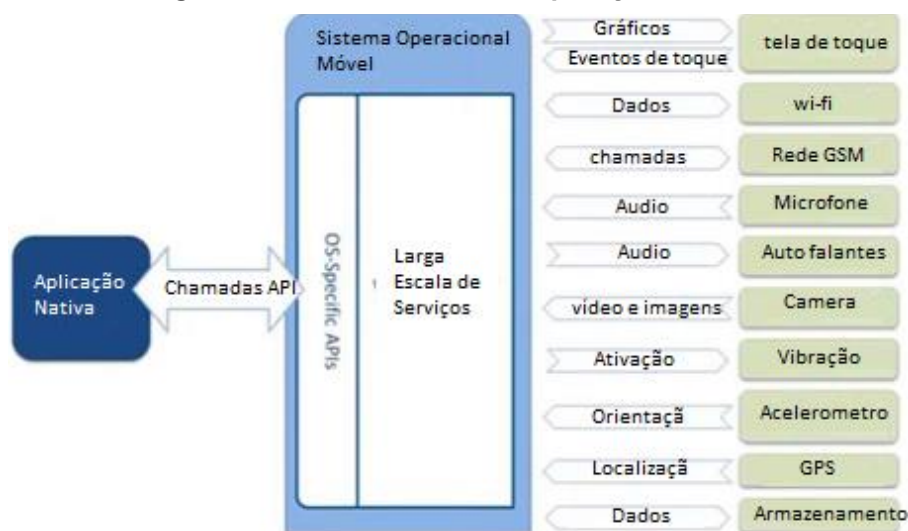 Sistema Operacional
Móvel
Gráficos
Eventos de toque
tela de toque
Dados
wi-fi
chamadas
Rede GSM
Audio
Microfone
Audio
Auto falantes
vídeo e imagens
Camera
Ativação
Vibração
Orientaçã
Acelerometro
Localizaçã
GPS
Dados
Armazenamento
Aplicação
Nativa
Chamadas API
OS-Specific APIs
Larga
Escala de
Serviços